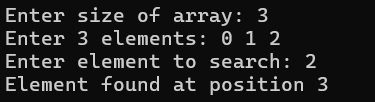 Enter size of array: 3
Enter 3 elements: 0 1 2
Enter element to search: 2
Element found at position 3